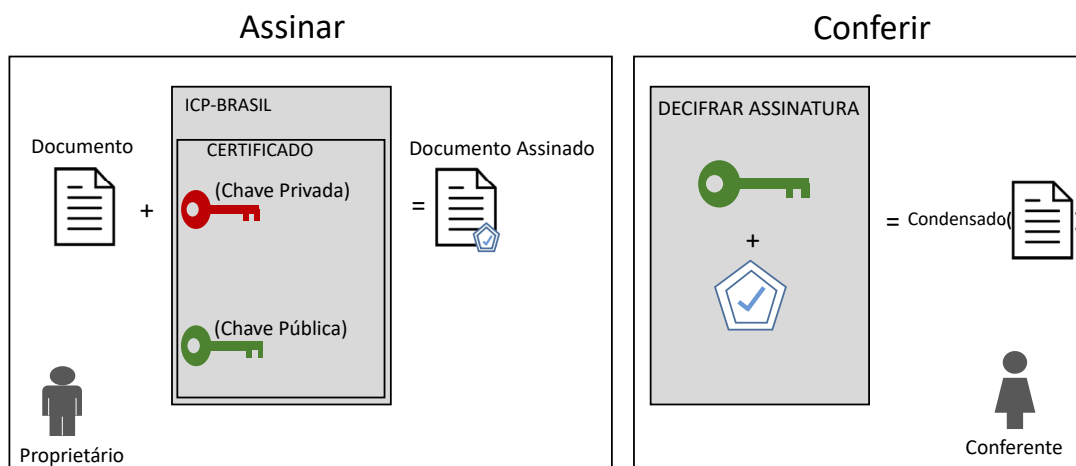 Assinar
ICP-BRASIL
CERTIFICADO
Documento
(Chave Privada)
Documento Assinado
+
=
(Chave Pública)
Proprietário
Conferir
DECIFRAR ASSINATURA
+
= Condensado( )
Conferente